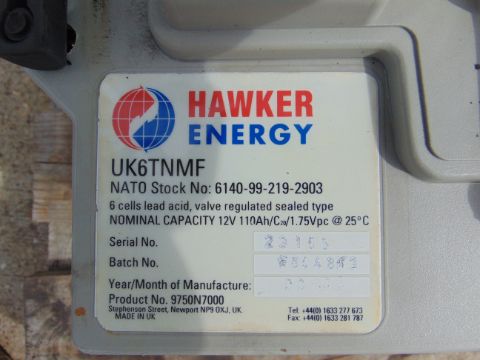 HAWKER
ENERGY
UK6TNMF
NATO Stock No: 6140-99-219-2903
6 cells lead acid, valve regulated sealed type
NOMINAL CAPACITY 12V 110Ah/C₂₀/1.75Vpc @ 25°C
Serial No.
Batch No.
Year/Month of Manufacture:
Product No. 9750N7000
Stephenson Street, Newport NP9 OXJ, UK.
MADE IN UK
Tel: +44(0) 1633 277 673
Fax: +44(0) 1633 281 787